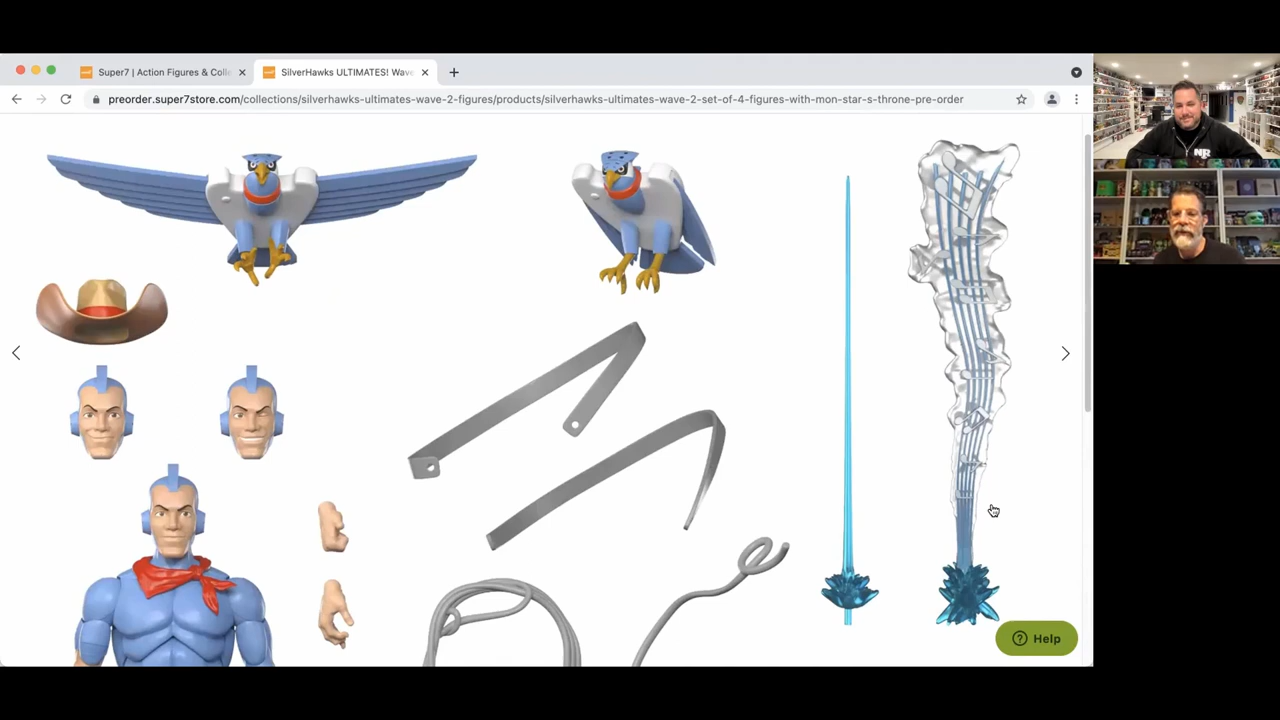 Super7 | Action Figures & Colle
SilverHawks ULTIMATES! Wave
preorder.super7store.com/collections/silverhawks-ultimates-wave-2-figures/products/silverhawks-ultimates-wave-2-set-of-4-figures-with-mon-star-s-throne-pre-order
NR
Help